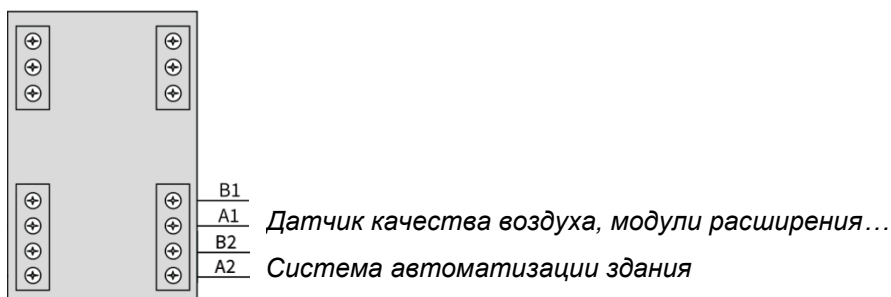 B1
A1
Датчик качества воздуха, модули расширения…
B2
A2
Система автоматизации здания